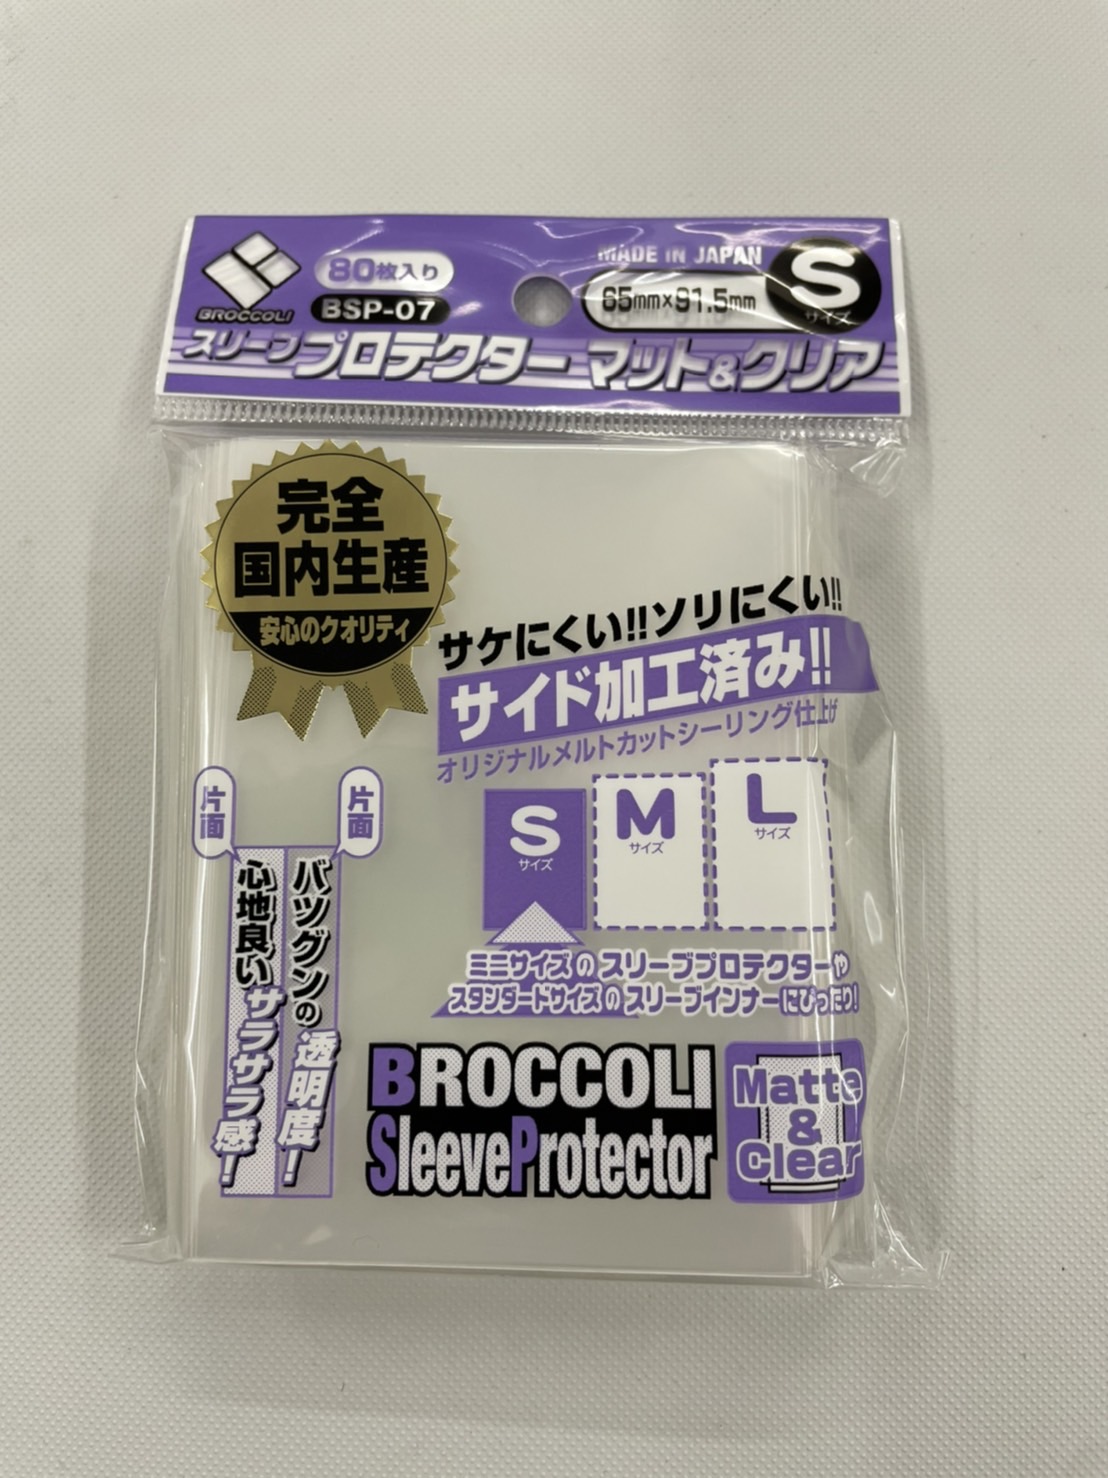 BROCCOLI
80枚入り
BSP-07
MADE IN JAPAN
65mm×91.5mm
S
サイズ
スリーブプロテクター マット&クリア
完全
国内生産
安心のクオリティ
サケにくい!!ソリにくい!!
サイド加工済み!!
オリジナルメルトカットシーリング仕上げ
S
サイズ
M
サイズ
L
サイズ
ミニサイズのスリーブプロテクターや
スタンダードサイズのスリーブインナーにぴったり!
片面
片面
バツグンの透明度!
心地良いサラサラ感!
BROCCOLI
SleeveProtector
Matte
&
Clear